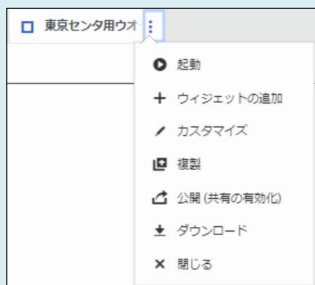 東京センタ用ウオ
起動
ウィジェットの追加
カスタマイズ
複製
公開 (共有の有効化)
ダウンロード
閉じる